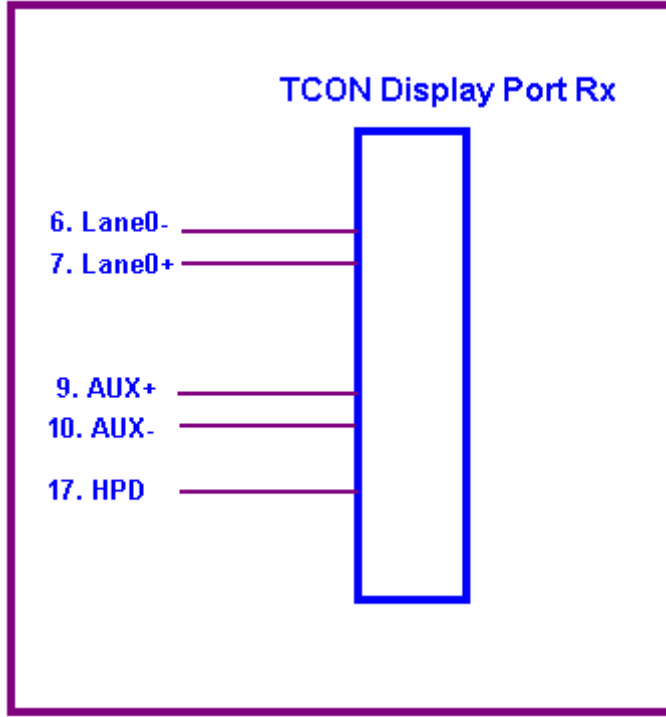 TCON Display Port Rx
6. Lane0-
7. Lane0+
9. AUX+
10. AUX-
17. HPD